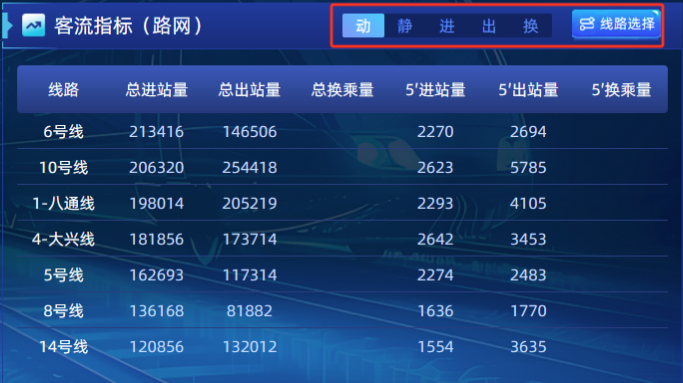 客流指标（路网） 动 静 进 出 换 线路选择
线路 总进站量 总出站量 总换乘量 5'进站量 5'出站量 5'换乘量
6号线 213416 146506 2270 2694
10号线 206320 254418 2623 5785
1-八通线 198014 205219 2293 4105
4-大兴线 181856 173714 2642 3453
5号线 162693 117314 2274 2483
8号线 136168 81882 1636 1770
14号线 120856 132012 1554 3635